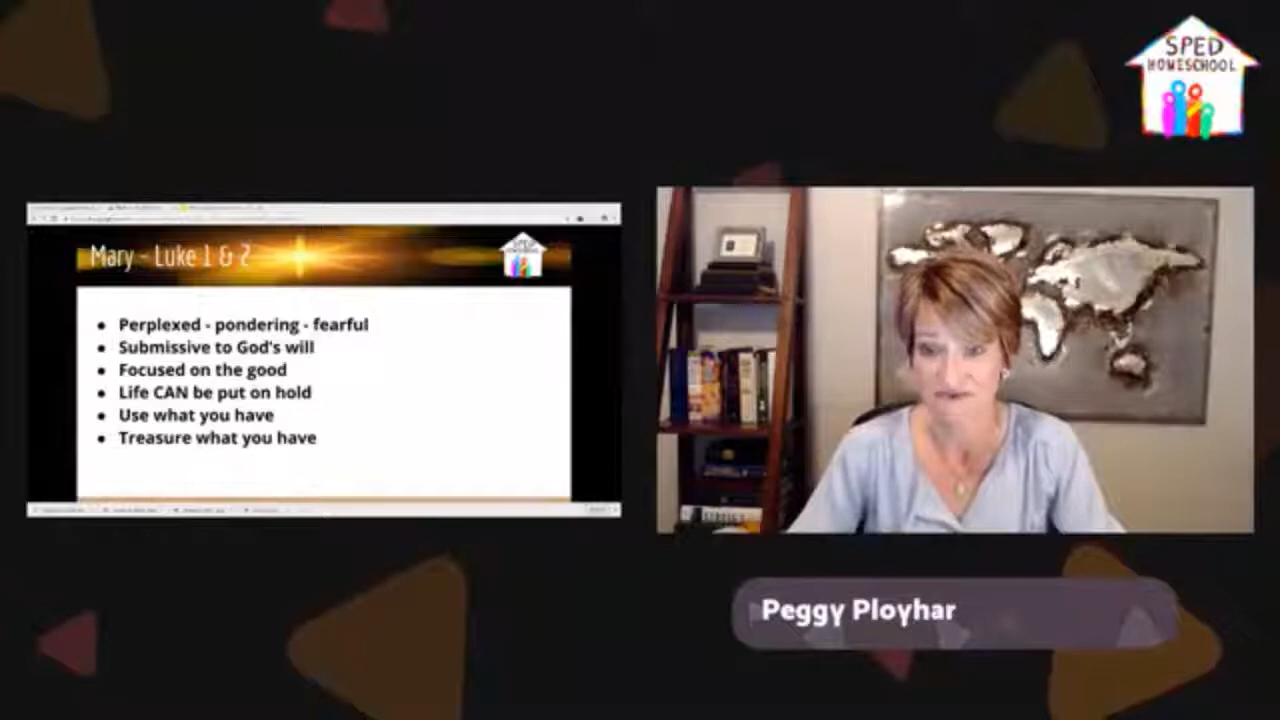 SPED
HOMESCHOOL
Mary - Luke 1 & 2
SPED
• Perplexed - pondering - fearful
• Submissive to God's will
• Focused on the good
• Life CAN be put on hold
• Use what you have
• Treasure what you have
Peggy Ployhar